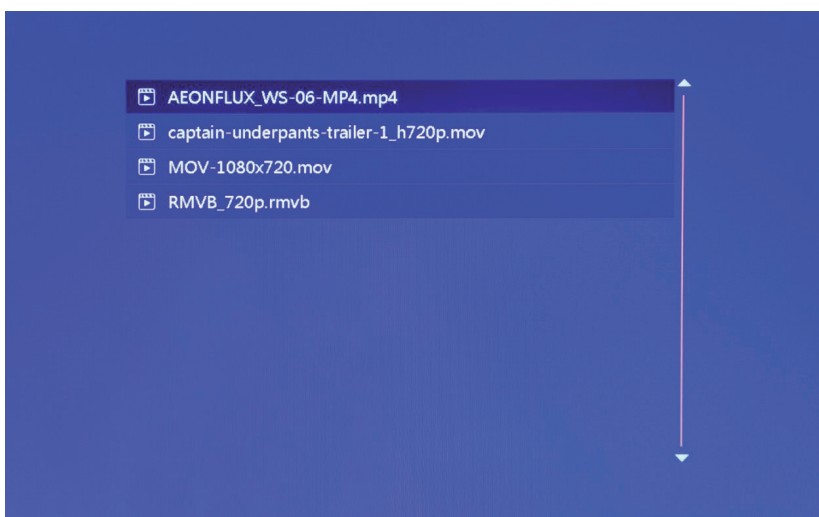 AEONFLUX_WS-06-MP4.mp4
captain-underpants-trailer-1_h720p.mov
MOV-1080x720.mov
RMVB_720p.rmvb